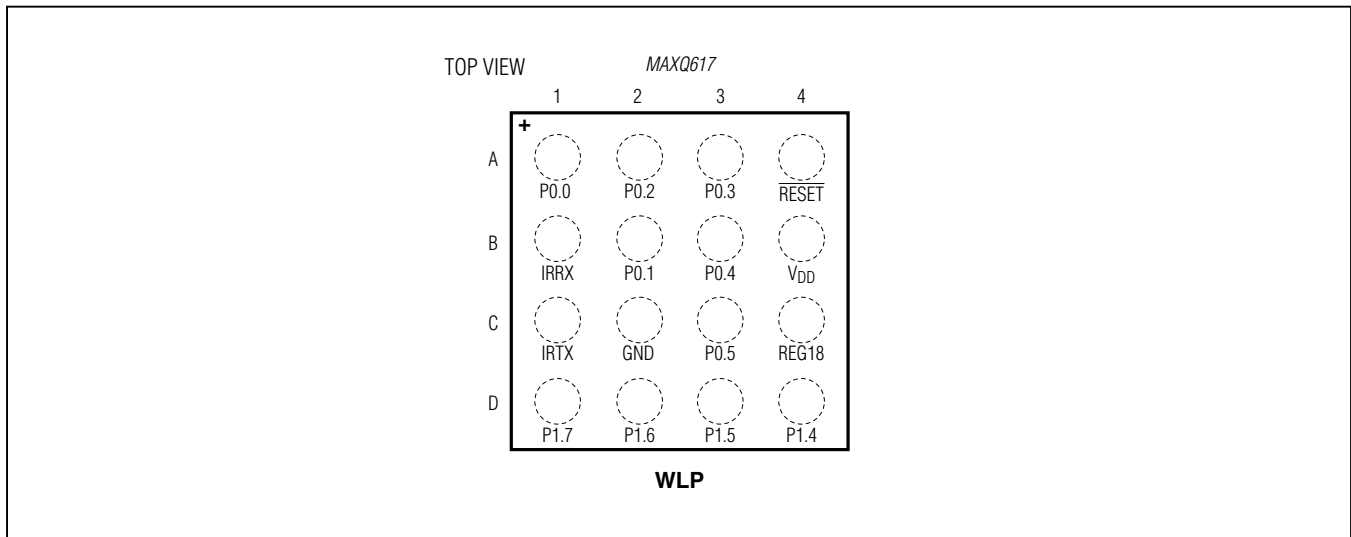 TOP VIEW MAXQ617
1 2 3 4
+
A
P0.0 P0.2 P0.3 RESET
B
IRRX P0.1 P0.4 VDD
C
IRTX GND P0.5 REG18
D
P1.7 P1.6 P1.5 P1.4
WLP